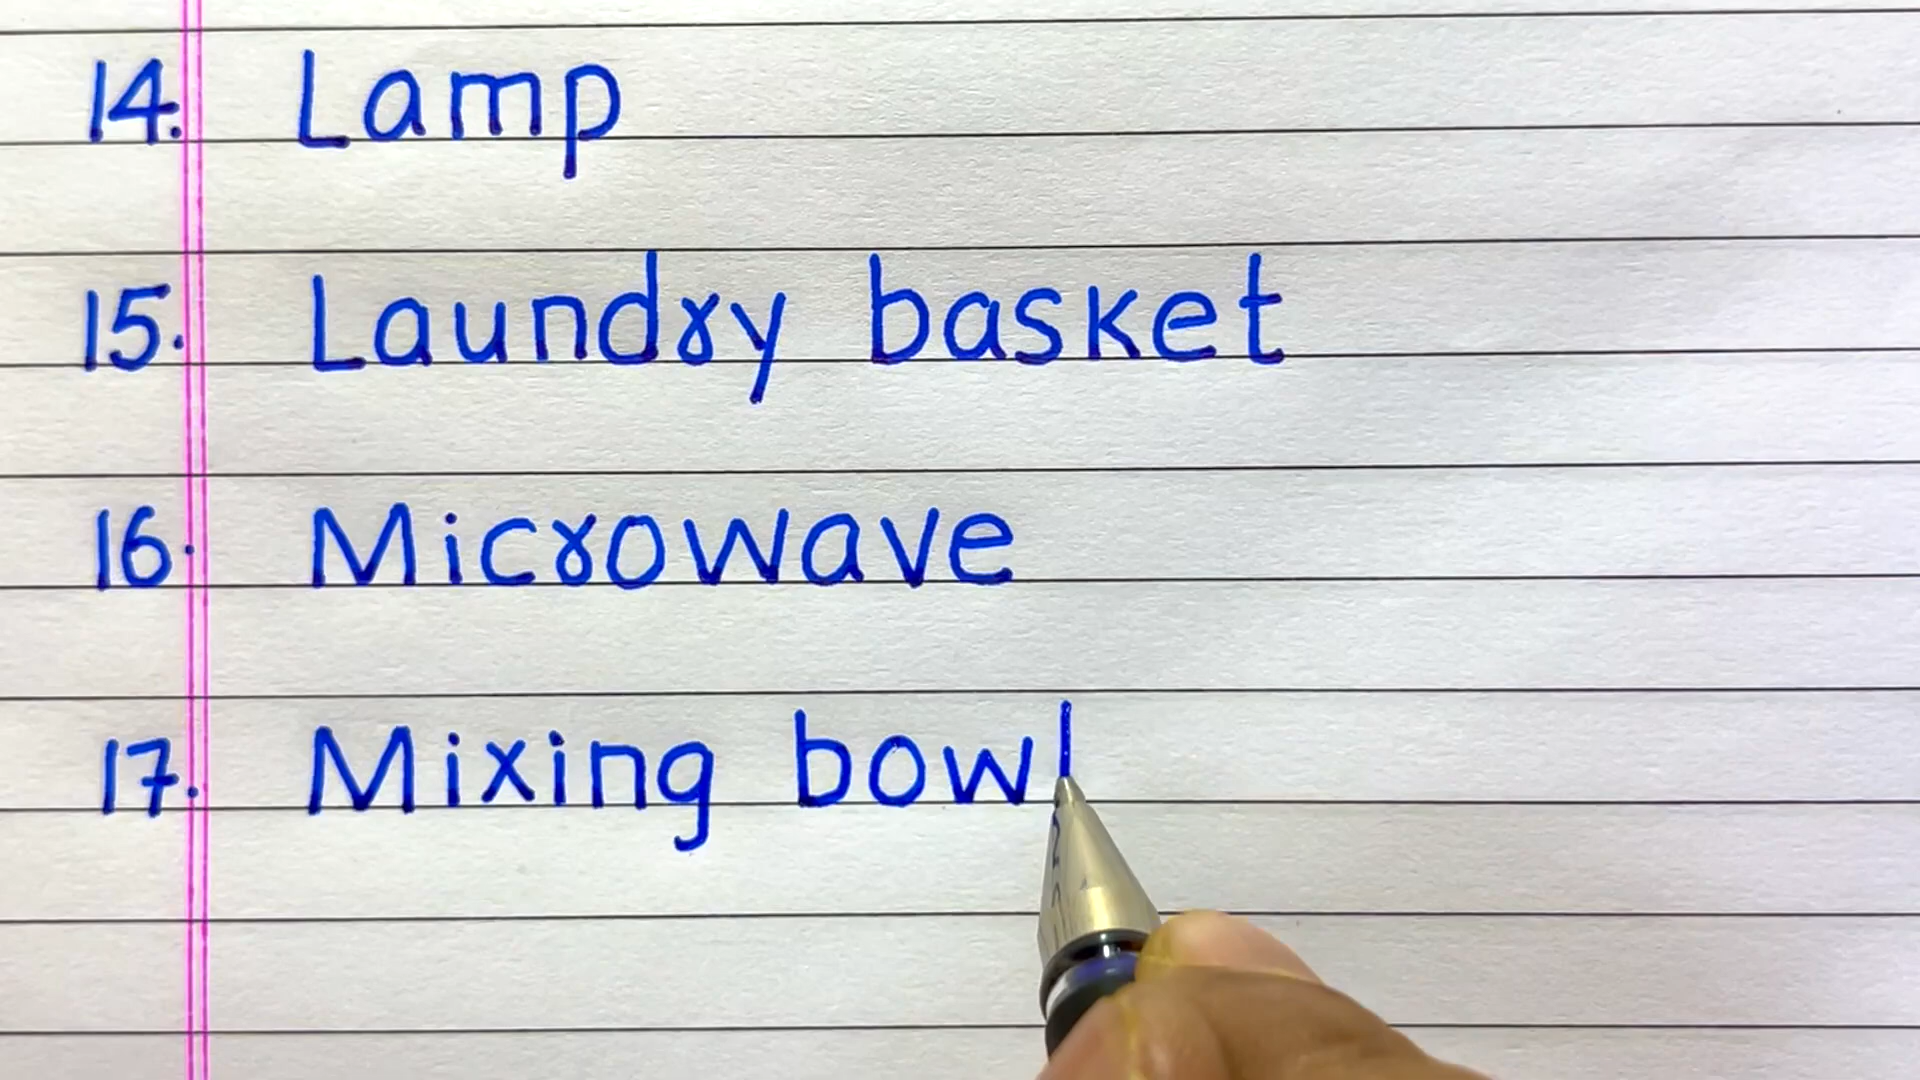 14. Lamp
15. Laundry basket
16. Microwave
17. Mixing bowl